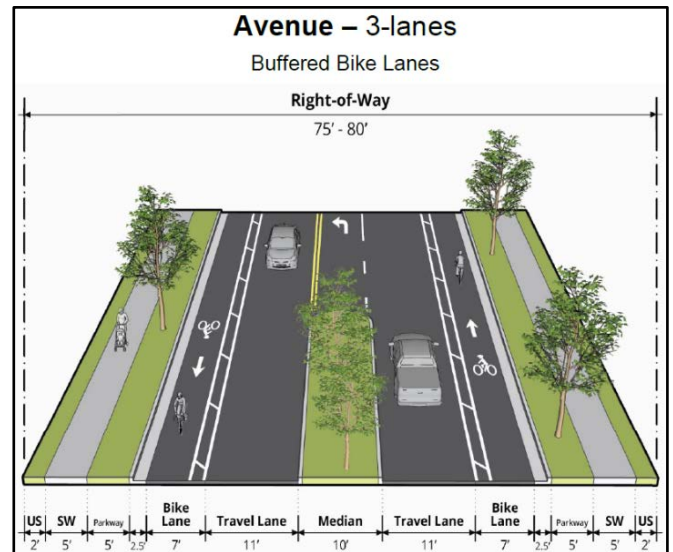 Avenue – 3-lanes
Buffered Bike Lanes
Right-of-Way
75' - 80'
US SW Parkway Bike Lane Travel Lane Median Travel Lane Bike Lane Parkway SW US
2' 5' 5' 2.5' 7' 11' 10' 11' 7' 2.5' 5' 5' 2'